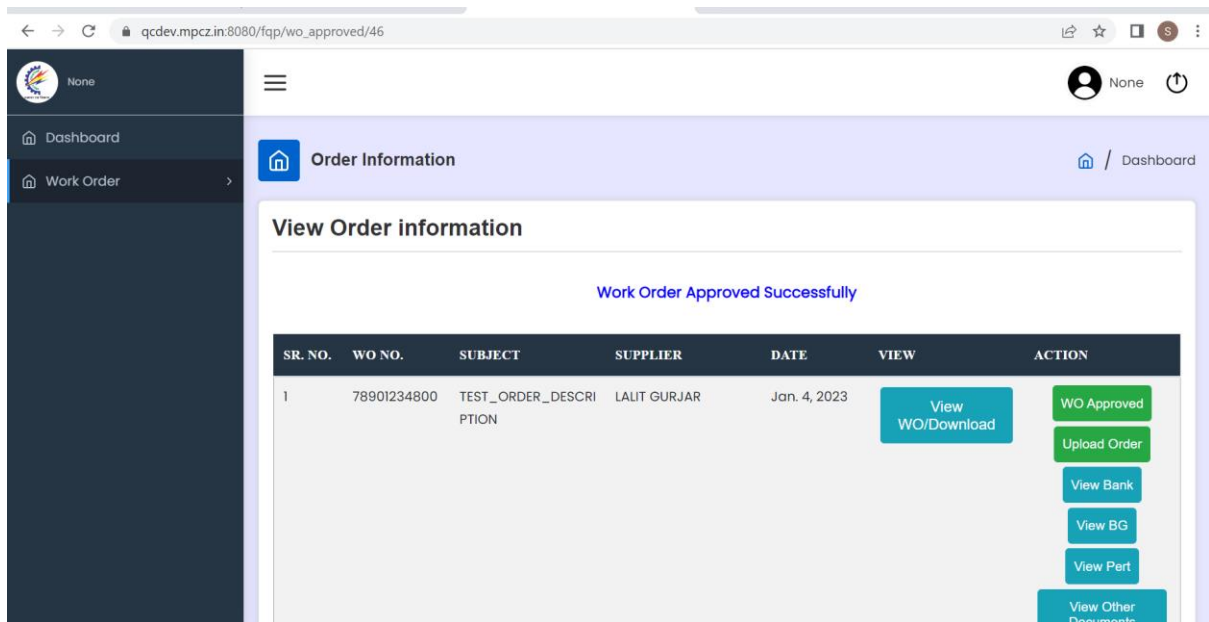 qcdev.mpcz.in:8080/fqp/wo_approved/46
S
None
None
Dashboard
Work Order
Order Information
/ Dashboard
View Order information
Work Order Approved Successfully
SR. NO. WO NO. SUBJECT SUPPLIER DATE VIEW ACTION
1 78901234800 TEST_ORDER_DESCRI LALIT GURJAR Jan. 4, 2023
PTION
View
WO/Download
WO Approved
Upload Order
View Bank
View BG
View Pert
View Other
Documents